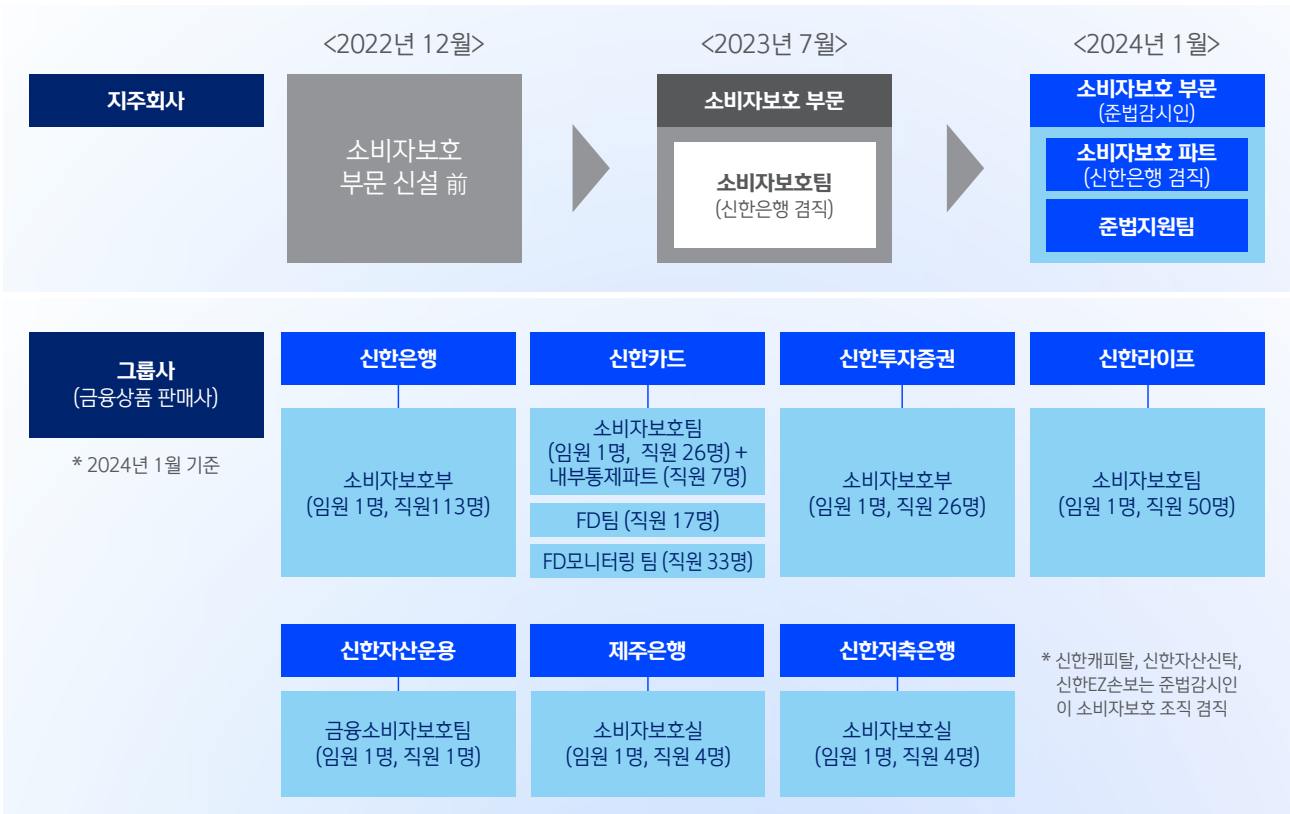 <2022년 12월>
<2023년 7월>
<2024년 1월>
지주회사
소비자보호
부문 신설 前
소비자보호 부문
소비자보호팀
(신한은행 겸직)
소비자보호 부문
(준법감시인)
소비자보호 파트
(신한은행 겸직)
준법지원팀
그룹사
(금융상품 판매사)
* 2024년 1월 기준
신한은행
소비자보호부
(임원 1명, 직원113명)
신한카드
소비자보호팀
(임원 1명, 직원 26명) +
내부통제파트 (직원 7명)
FD팀 (직원 17명)
FD모니터링 팀 (직원 33명)
신한투자증권
소비자보호부
(임원 1명, 직원 26명)
신한라이프
소비자보호팀
(임원 1명, 직원 50명)
신한자산운용
금융소비자보호팀
(임원 1명, 직원 1명)
제주은행
소비자보호실
(임원 1명, 직원 4명)
신한저축은행
소비자보호실
(임원 1명, 직원 4명)
* 신한캐피탈, 신한자산신탁,
신한EZ손보는 준법감시인
이 소비자보호 조직 겸직